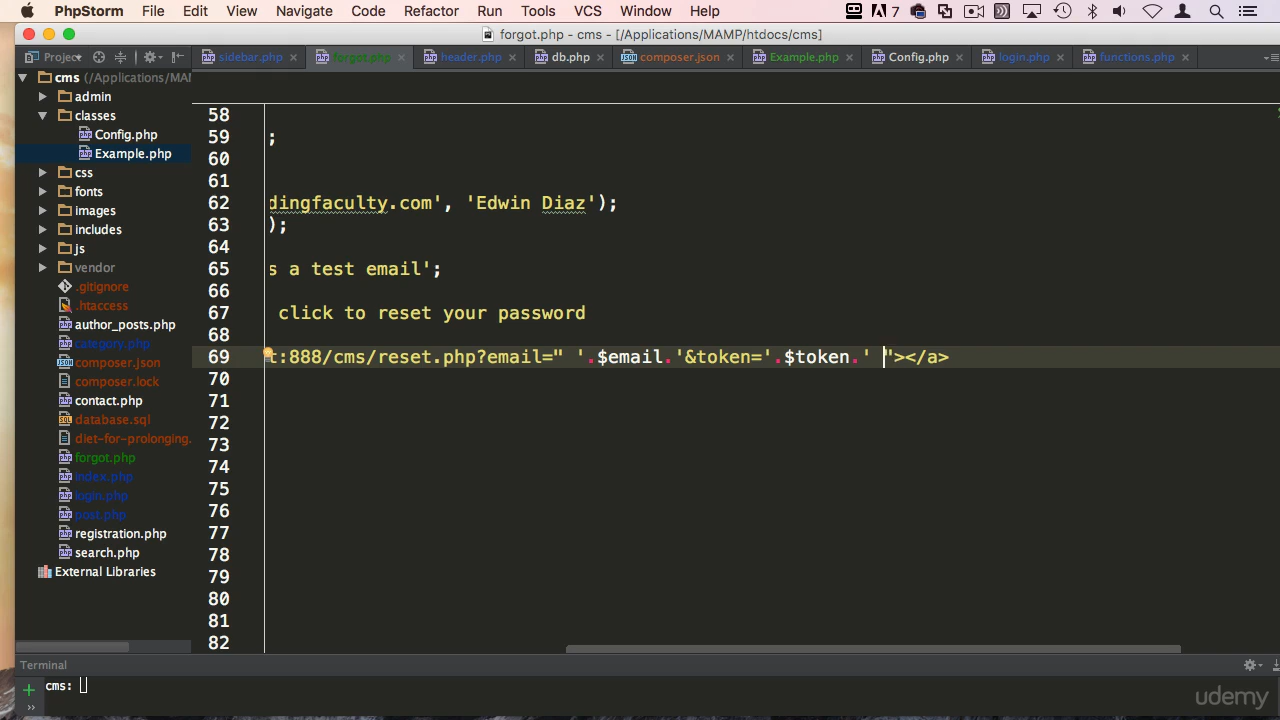 PhpStorm File Edit View Navigate Code Refactor Run Tools VCS Window Help 7
forgot.php - cms - [/Applications/MAMP/htdocs/cms]
Project sidebar.php forgot.php header.php db.php composer.json Example.php Config.php login.php functions.php
cms (/Applications/MAM
admin
classes
Config.php
Example.php
css
fonts
images
includes
js
vendor
.gitignore
.htaccess
author_posts.php
category.php
composer.json
composer.lock
contact.php
database.sql
diet-for-prolonging.
forgot.php
index.php
login.php
post.php
registration.php
search.php
External Libraries
58
59 ;
60
61
62 dingfaculty.com', 'Edwin Diaz');
63 );
64
65 s a test email';
66
67 click to reset your password
68
69 t:888/cms/reset.php?email=" '.$email.'&token='.$token.' "></a>
70
71
72
73
74
75
76
77
78
79
80
81
82
Terminal
cms:
udemy